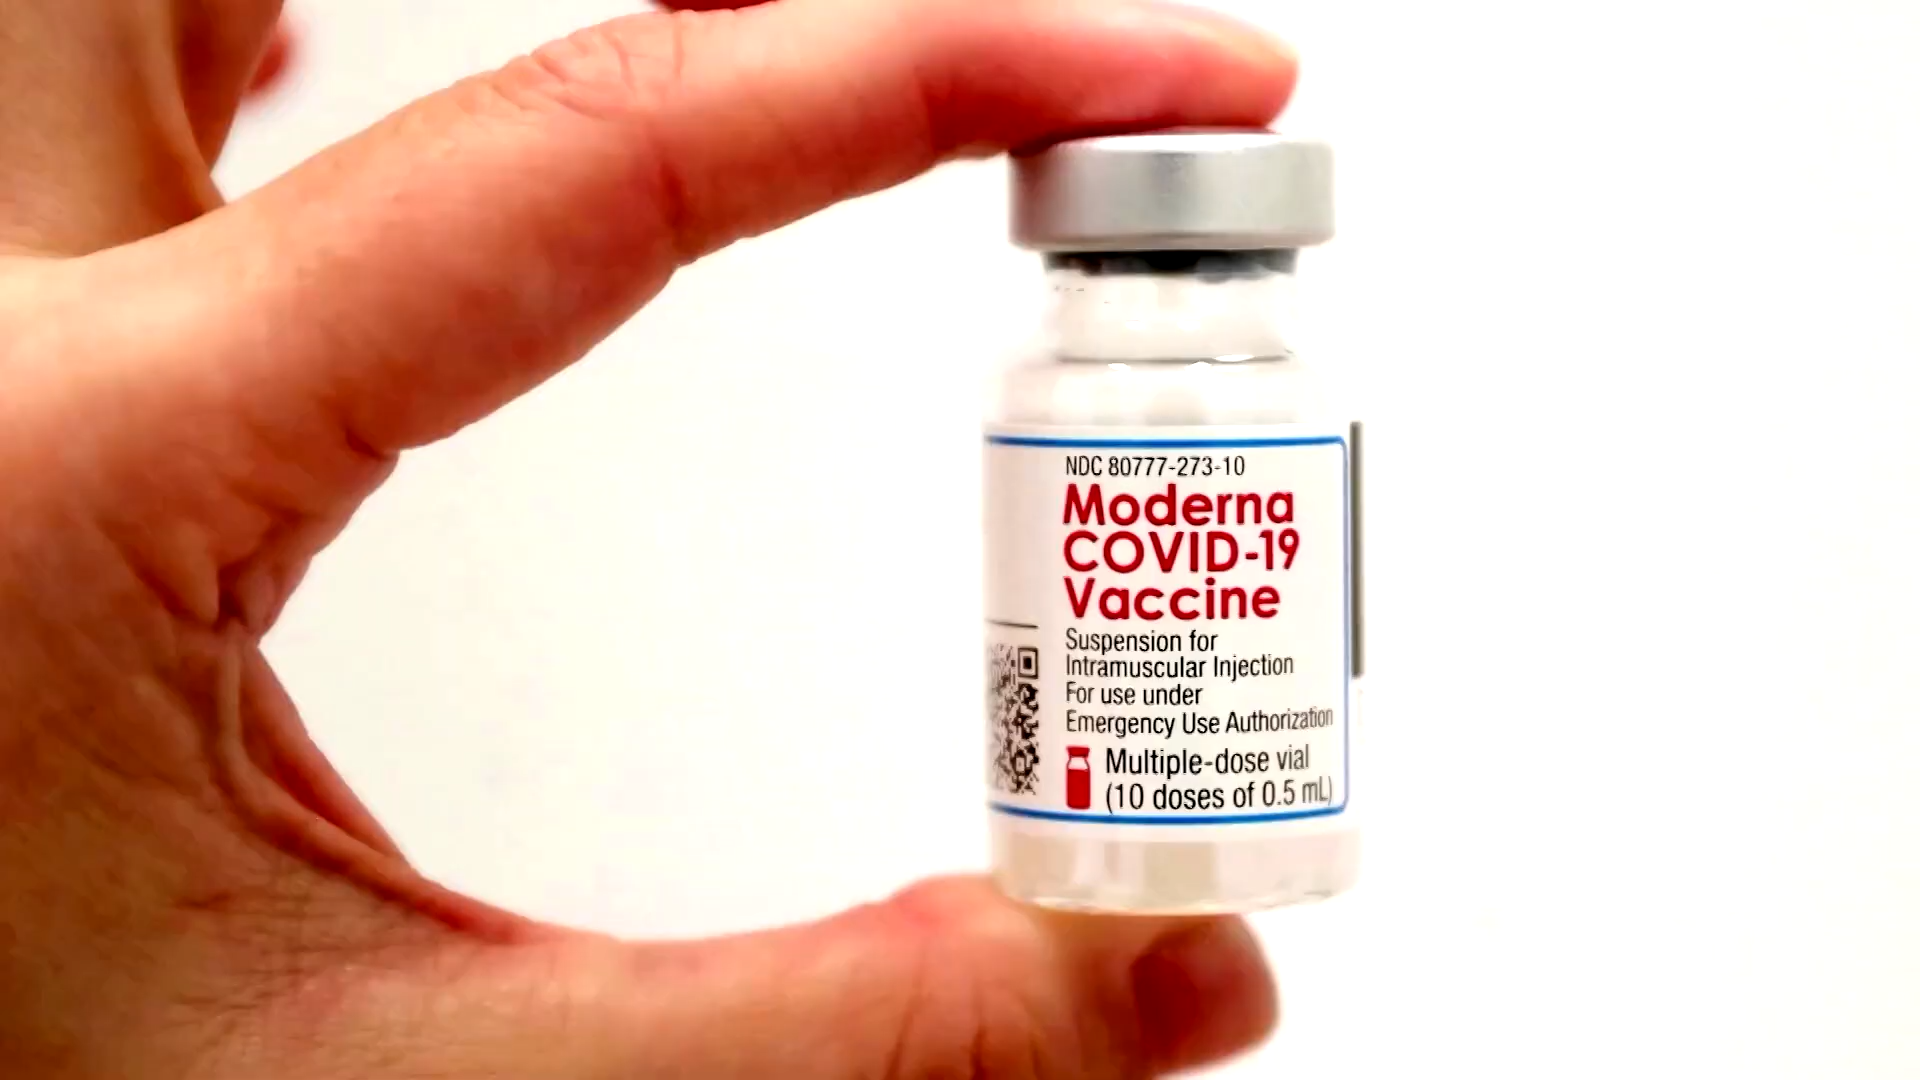 NDC 80777-273-10
Moderna
COVID-19
Vaccine
Suspension for
Intramuscular Injection
For use under
Emergency Use Authorization
Multiple-dose vial
(10 doses of 0.5 mL)